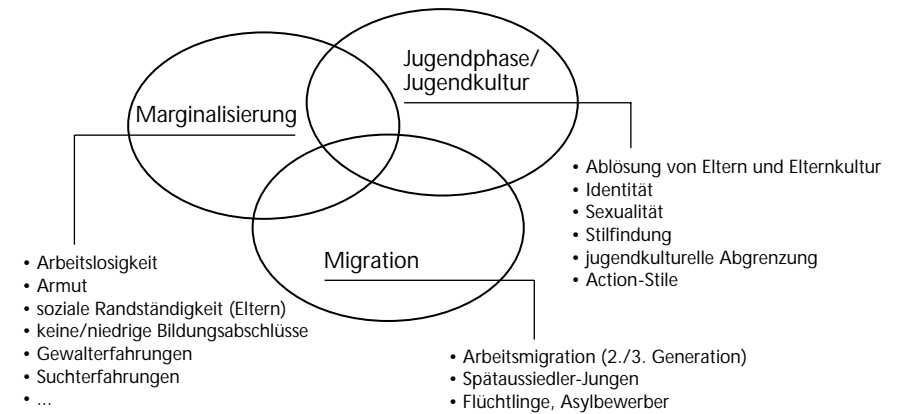 Jugendphase/
Jugendkultur
Marginalisierung
• Ablösung von Eltern und Elternkultur
• Identität
• Sexualität
• Stilfindung
• jugendkulturelle Abgrenzung
• Action-Stile
Migration
• Arbeitslosigkeit
• Armut
• soziale Randständigkeit (Eltern)
• keine/niedrige Bildungsabschlüsse
• Gewalterfahrungen
• Suchterfahrungen
• ...
• Arbeitsmigration (2./3. Generation)
• Spätaussiedler-Jungen
• Flüchtlinge, Asylbewerber